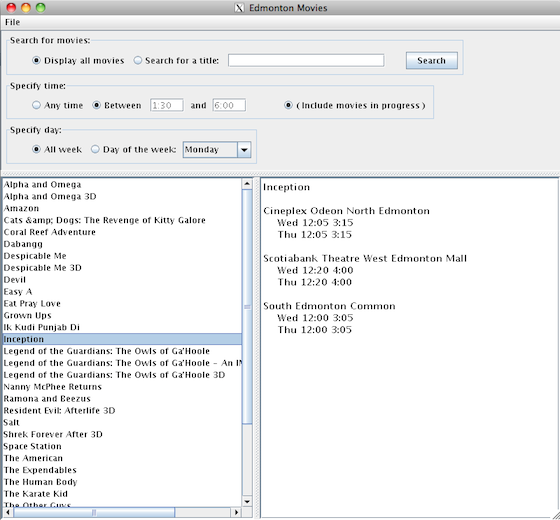 Edmonton Movies
File
Search for movies:
Display all movies Search for a title: Search
Specify time:
Any time Between 1:30 and 6:00 (Include movies in progress)
Specify day:
All week Day of the week: Monday
Alpha and Omega
Alpha and Omega 3D
Amazon
Cats &amp; Dogs: The Revenge of Kitty Galore
Coral Reef Adventure
Dabangg
Despicable Me
Despicable Me 3D
Devil
Easy A
Eat Pray Love
Grown Ups
Ik Kudi Punjab Di
Inception
Legend of the Guardians: The Owls of Ga'Hoole
Legend of the Guardians: The Owls of Ga'Hoole - An I
Legend of the Guardians: The Owls of Ga'Hoole 3D
Nanny McPhee Returns
Ramona and Beezus
Resident Evil: Afterlife 3D
Salt
Shrek Forever After 3D
Space Station
The American
The Expendables
The Human Body
The Karate Kid
The Other Guys
Inception
Cineplex Odeon North Edmonton
Wed 12:05 3:15
Thu 12:05 3:15
Scotiabank Theatre West Edmonton Mall
Wed 12:20 4:00
Thu 12:20 4:00
South Edmonton Common
Wed 12:00 3:05
Thu 12:00 3:05